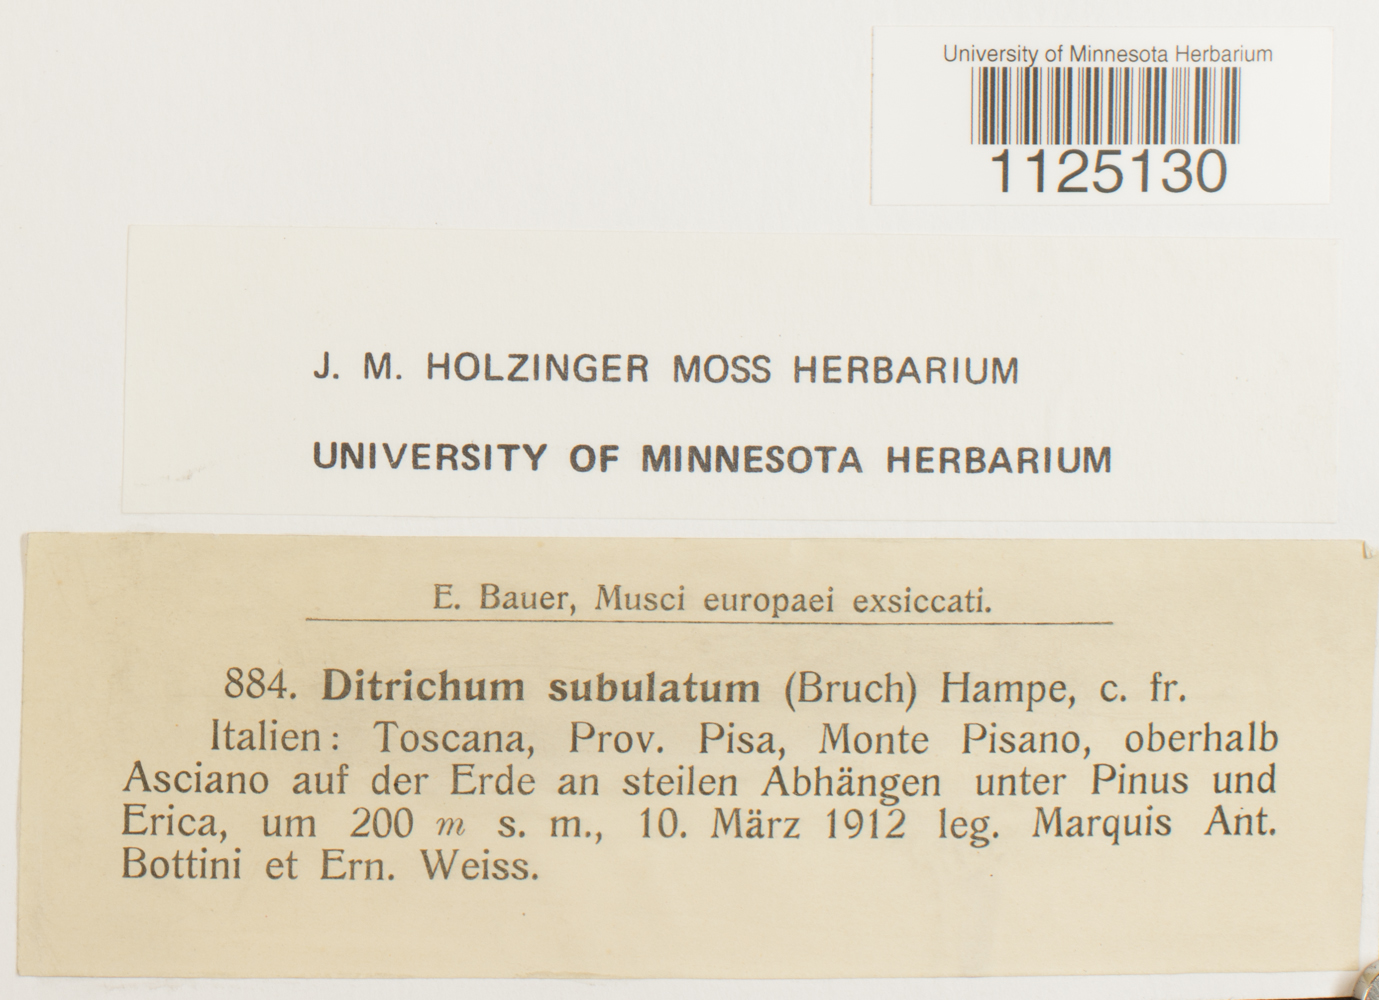 University of Minnesota Herbarium
1125130
J. M. HOLZINGER MOSS HERBARIUM
UNIVERSITY OF MINNESOTA HERBARIUM
E. Bauer, Musci europaei exsiccati.
884. Ditrichum subulatum (Bruch) Hampe, c. fr.
Italien: Toscana, Prov. Pisa, Monte Pisano, oberhalb
Asciano auf der Erde an steilen Abhängen unter Pinus und
Erica, um 200 m s. m., 10. März 1912 leg. Marquis Ant.
Bottini et Ern. Weiss.